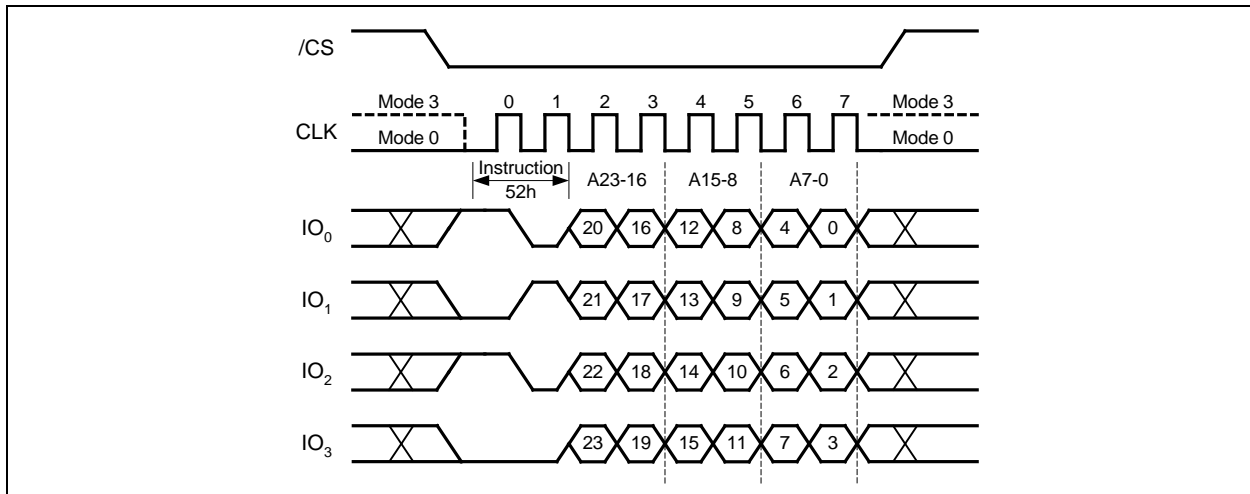 /CS
Mode 3 0 1 2 3 4 5 6 7 Mode 3
CLK
Mode 0 Mode 0
Instruction
52h
A23-16 A15-8 A7-0
IO0 20 16 12 8 4 0
IO1 21 17 13 9 5 1
IO2 22 18 14 10 6 2
IO3 23 19 15 11 7 3